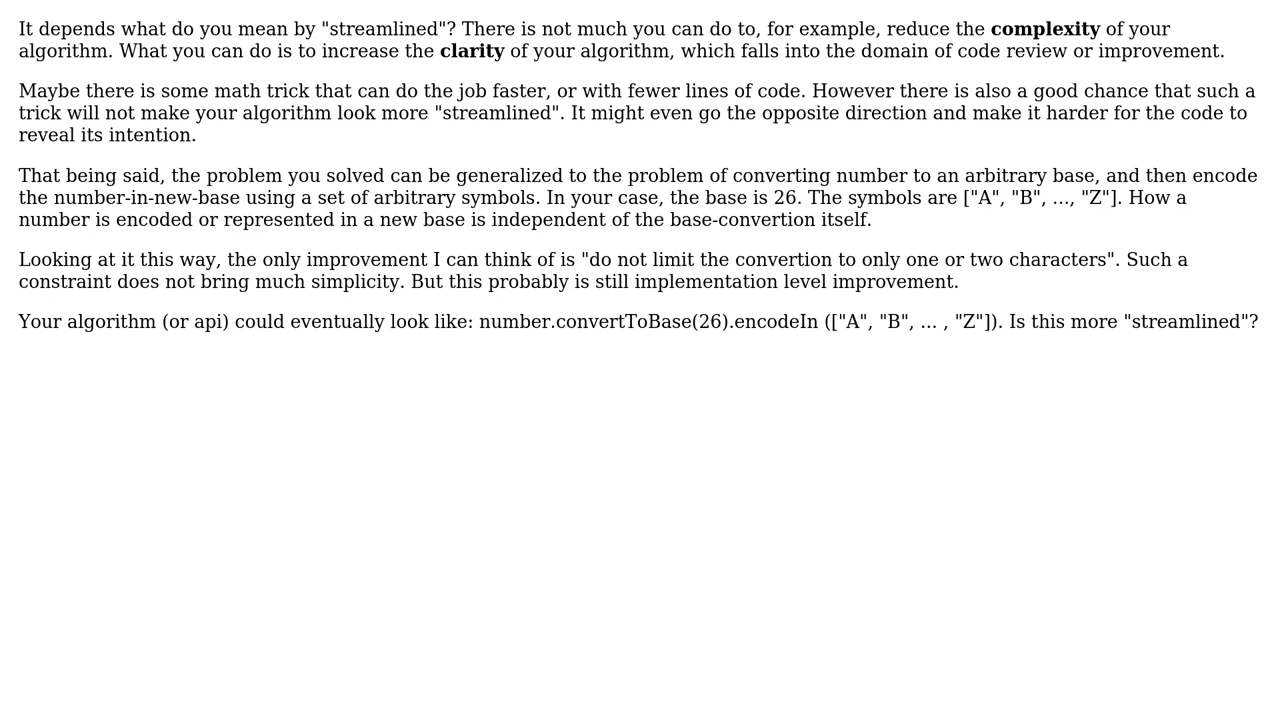 It depends what do you mean by "streamlined"? There is not much you can do to, for example, reduce the complexity of your
algorithm. What you can do is to increase the clarity of your algorithm, which falls into the domain of code review or improvement.
Maybe there is some math trick that can do the job faster, or with fewer lines of code. However there is also a good chance that such a
trick will not make your algorithm look more "streamlined". It might even go the opposite direction and make it harder for the code to
reveal its intention.
That being said, the problem you solved can be generalized to the problem of converting number to an arbitrary base, and then encode
the number-in-new-base using a set of arbitrary symbols. In your case, the base is 26. The symbols are ["A", "B", ..., "Z"]. How a
number is encoded or represented in a new base is independent of the base-convertion itself.
Looking at it this way, the only improvement I can think of is "do not limit the convertion to only one or two characters". Such a
constraint does not bring much simplicity. But this probably is still implementation level improvement.
Your algorithm (or api) could eventually look like: number.convertToBase(26).encodeIn (["A", "B", ... , "Z"]). Is this more "streamlined"?